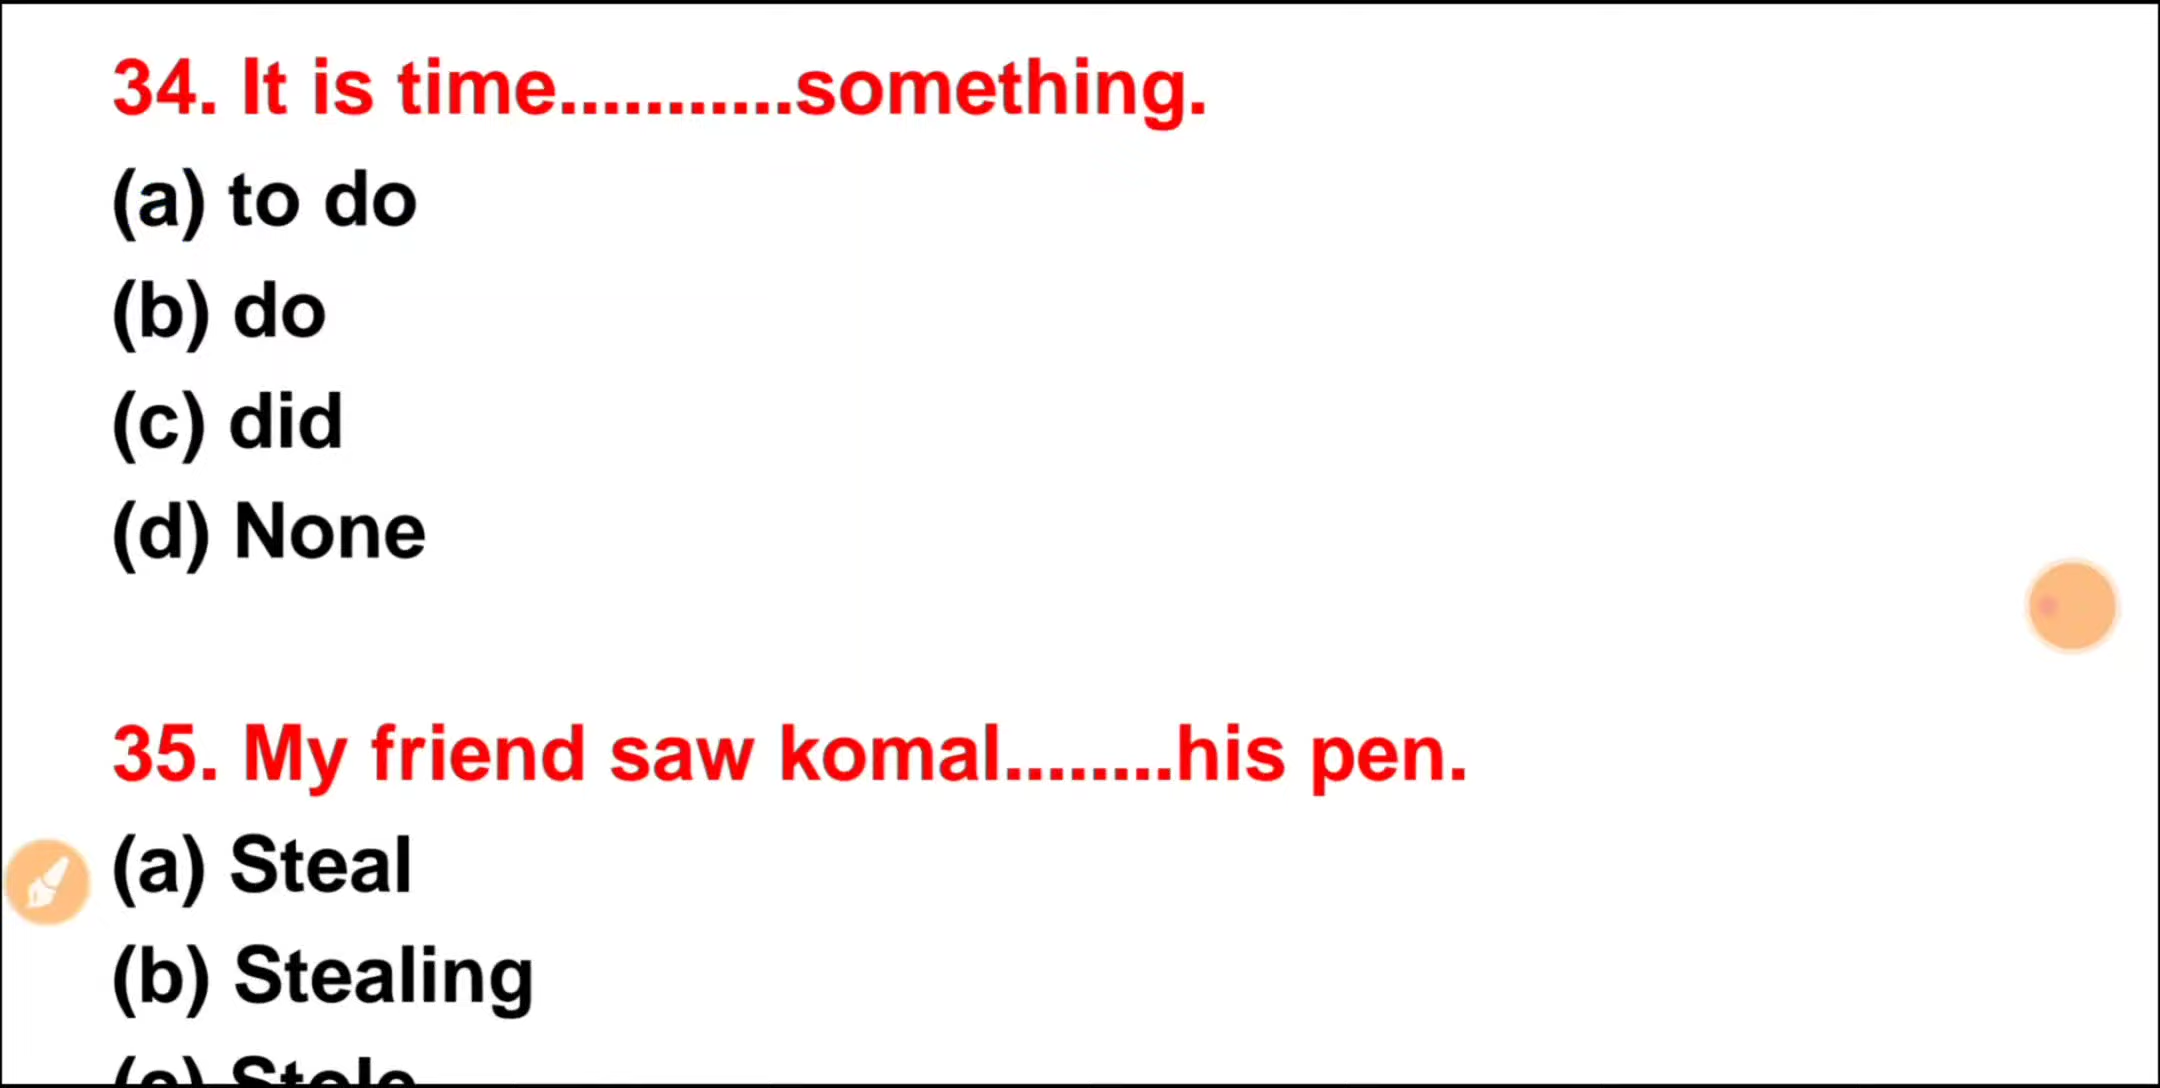 34. It is time...........something.
(a) to do
(b) do
(c) did
(d) None
35. My friend saw komal........his pen.
(a) Steal
(b) Stealing
(c) Stole